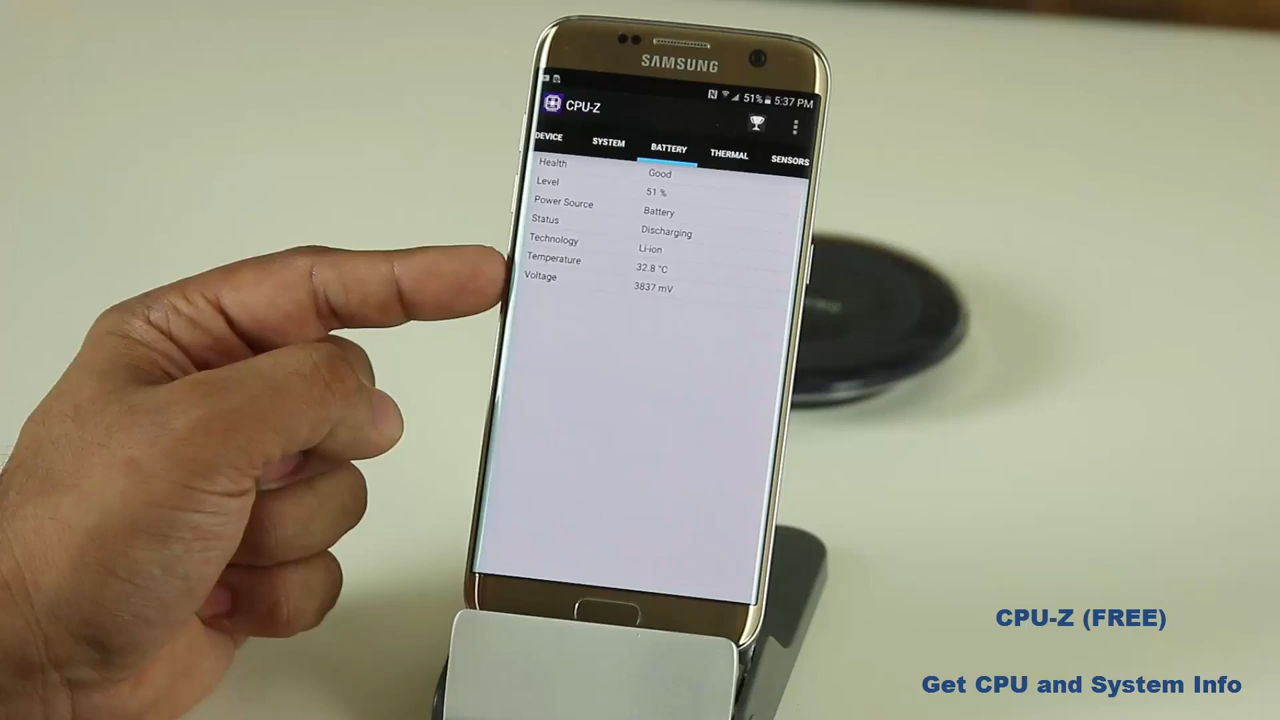 SAMSUNG
51% 5:37 PM
CPU-Z
DEVICE SYSTEM BATTERY THERMAL SENSORS
Health Good
Level 51 %
Power Source Battery
Status Discharging
Technology Li-ion
Temperature 32.8 °C
Voltage 3837 mV
CPU-Z (FREE)
Get CPU and System Info